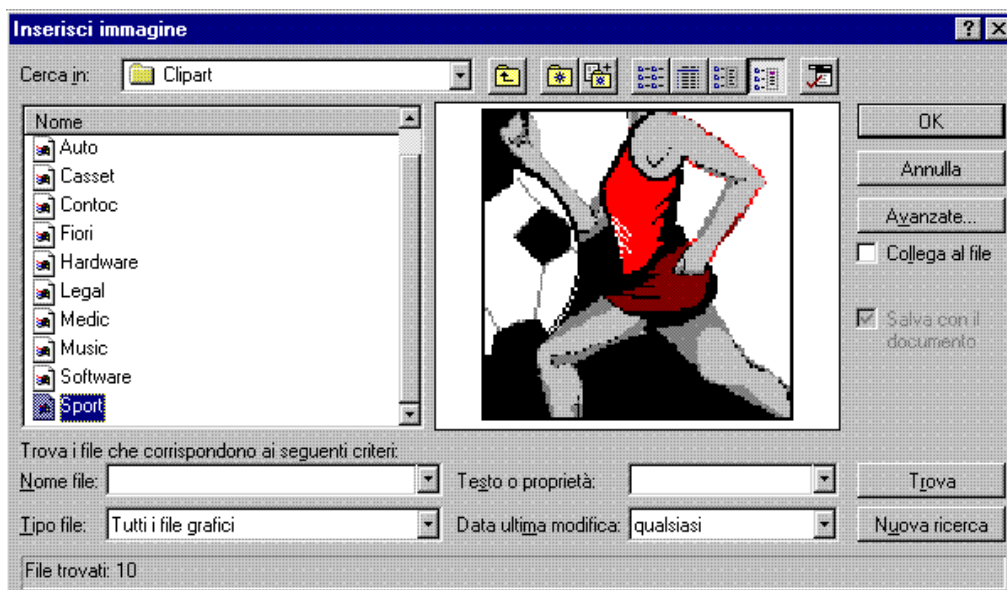 Inserisci immagine
Cerca in: Clipart
Nome
Auto
Casset
Contoc
Fiori
Hardware
Legal
Medic
Music
Software
Sport
OK
Annulla
Avanzate...
Collega al file
Salva con il
documento
Trova i file che corrispondono ai seguenti criteri:
Nome file: Testo o proprietà: Trova
Tipo file: Tutti i file grafici Data ultima modifica: qualsiasi Nuova ricerca
File trovati: 10